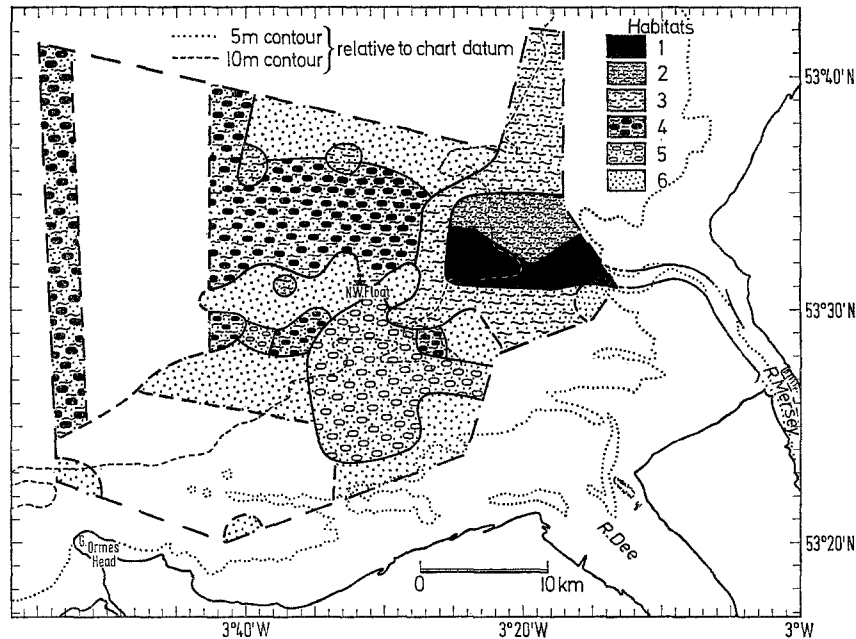 5m contour
10m contour
relative to chart datum
Habitats
1
2
3
4
5
6
53°40'N
53°30'N
53°20'N
N.W. Float
R. Mersey
R. Dee
G. Ormes Head
0 10 km
3°40'W
3°20'W
3°W